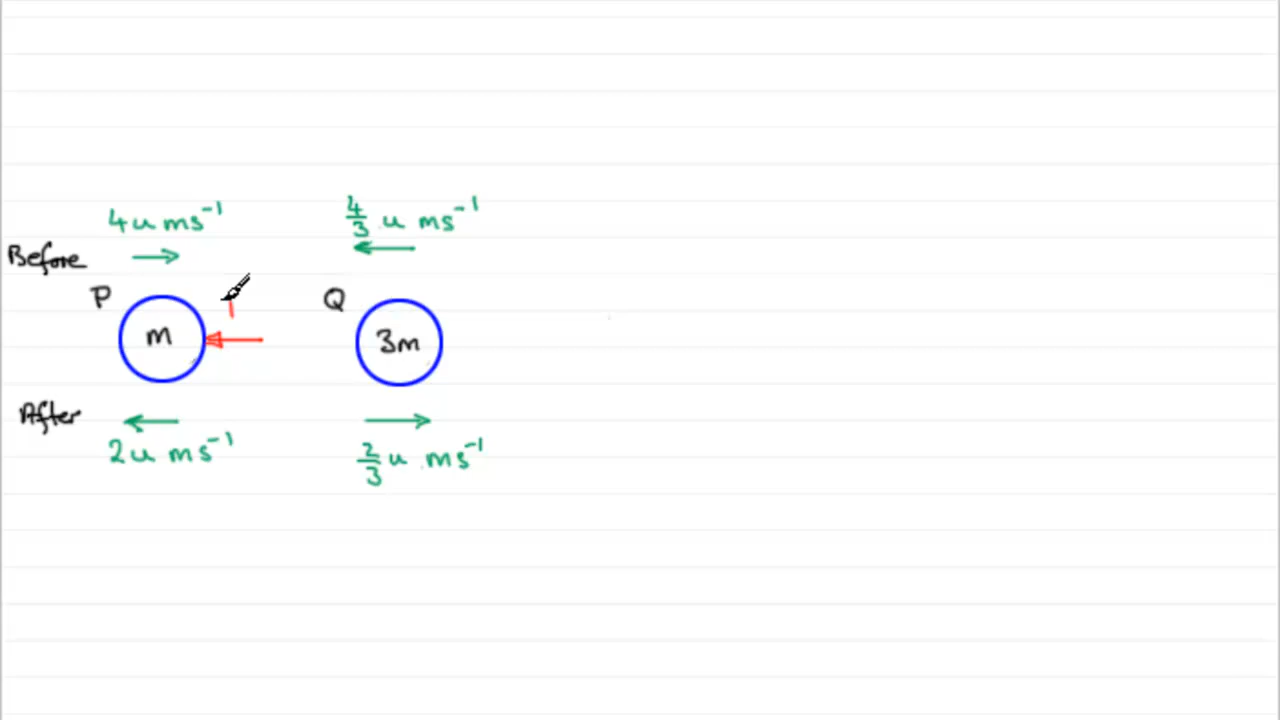 4u ms⁻¹ 4/3 u ms⁻¹
Before
P Q
m 3m
After
2u ms⁻¹ 2/3 u ms⁻¹